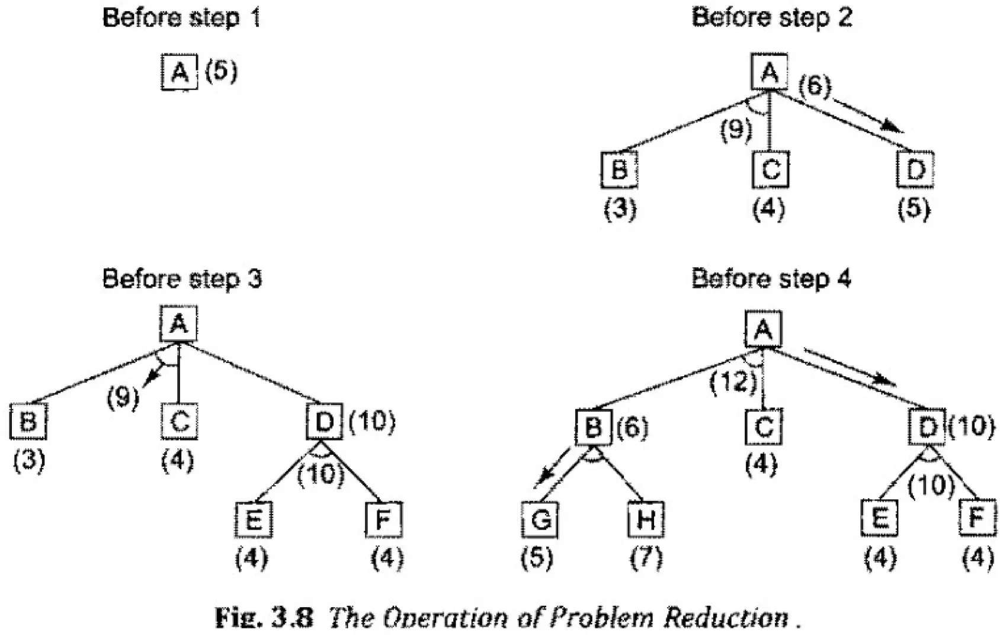 Before step 1
A (5)
Before step 2
A
(6)
(9)
B C D
(3) (4) (5)
Before step 3
A
(9)
B C D (10)
(3) (4)
(10)
E F
(4) (4)
Before step 4
A
(12)
B (6) C D (10)
(4)
(10)
G H E F
(5) (7) (4) (4)
Fig. 3.8 The Operation of Problem Reduction .